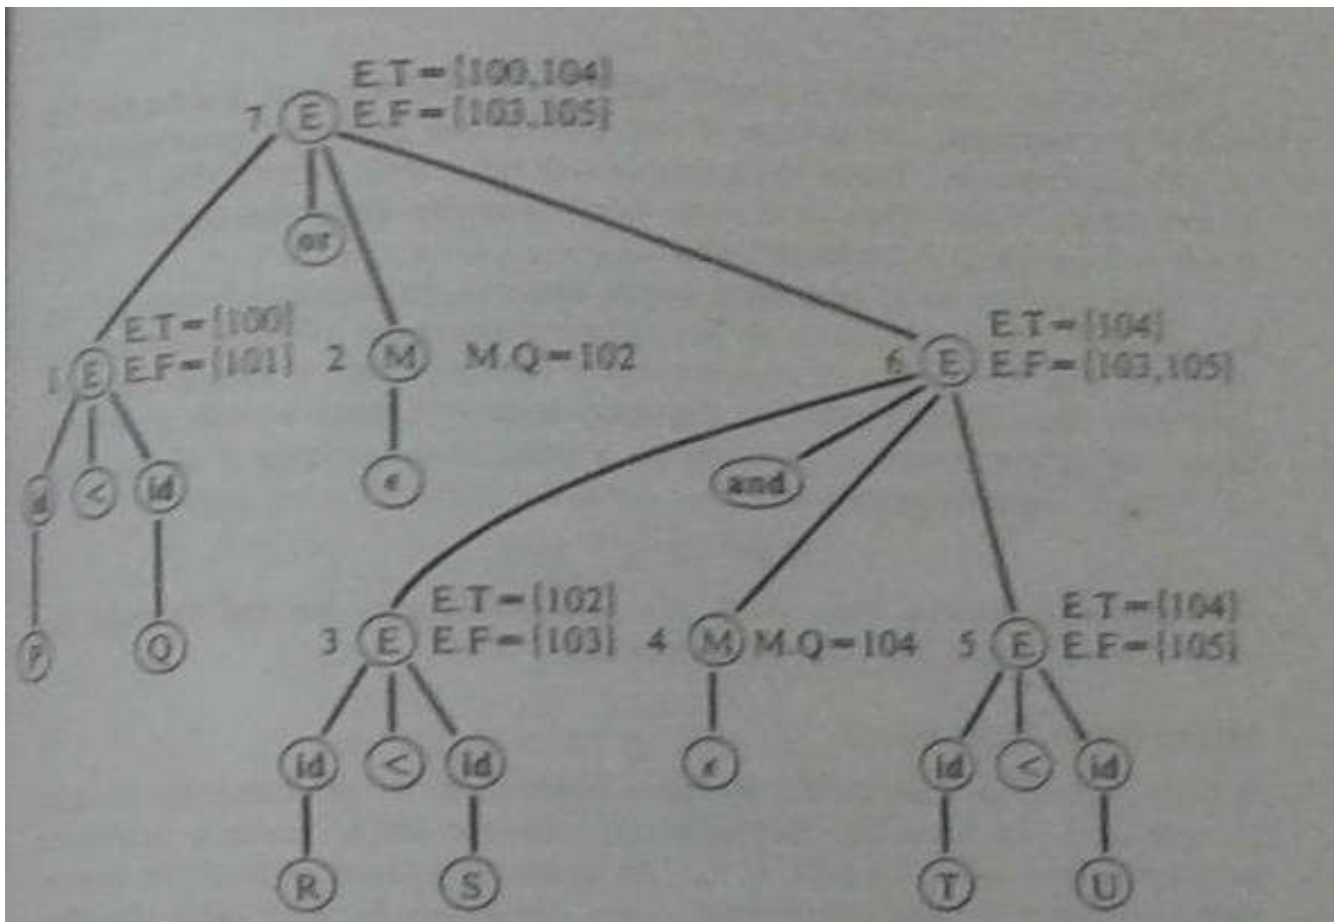 E.T={100,104}
7 E E.F={103,105}
or
E.T={100} E.T={104}
1 E E.F={101} 2 M M.Q=102 6 E E.F={103,105}
id < id ϵ and
E.T={102} E.T={104}
P Q 3 E E.F={103} 4 M M.Q=104 5 E E.F={105}
id < id ϵ id < id
R S T U